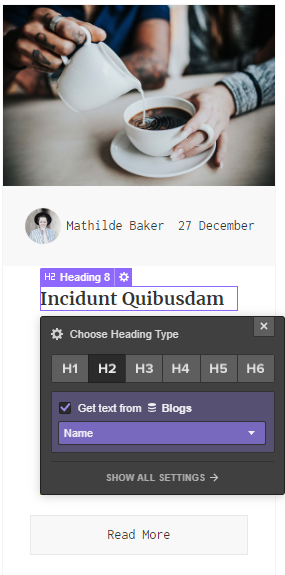 Mathilde Baker 27 December
H2 Heading 8
Incidunt Quibusdam
Choose Heading Type
H1 H2 H3 H4 H5 H6
Get text from Blogs
Name
SHOW ALL SETTINGS
Read More